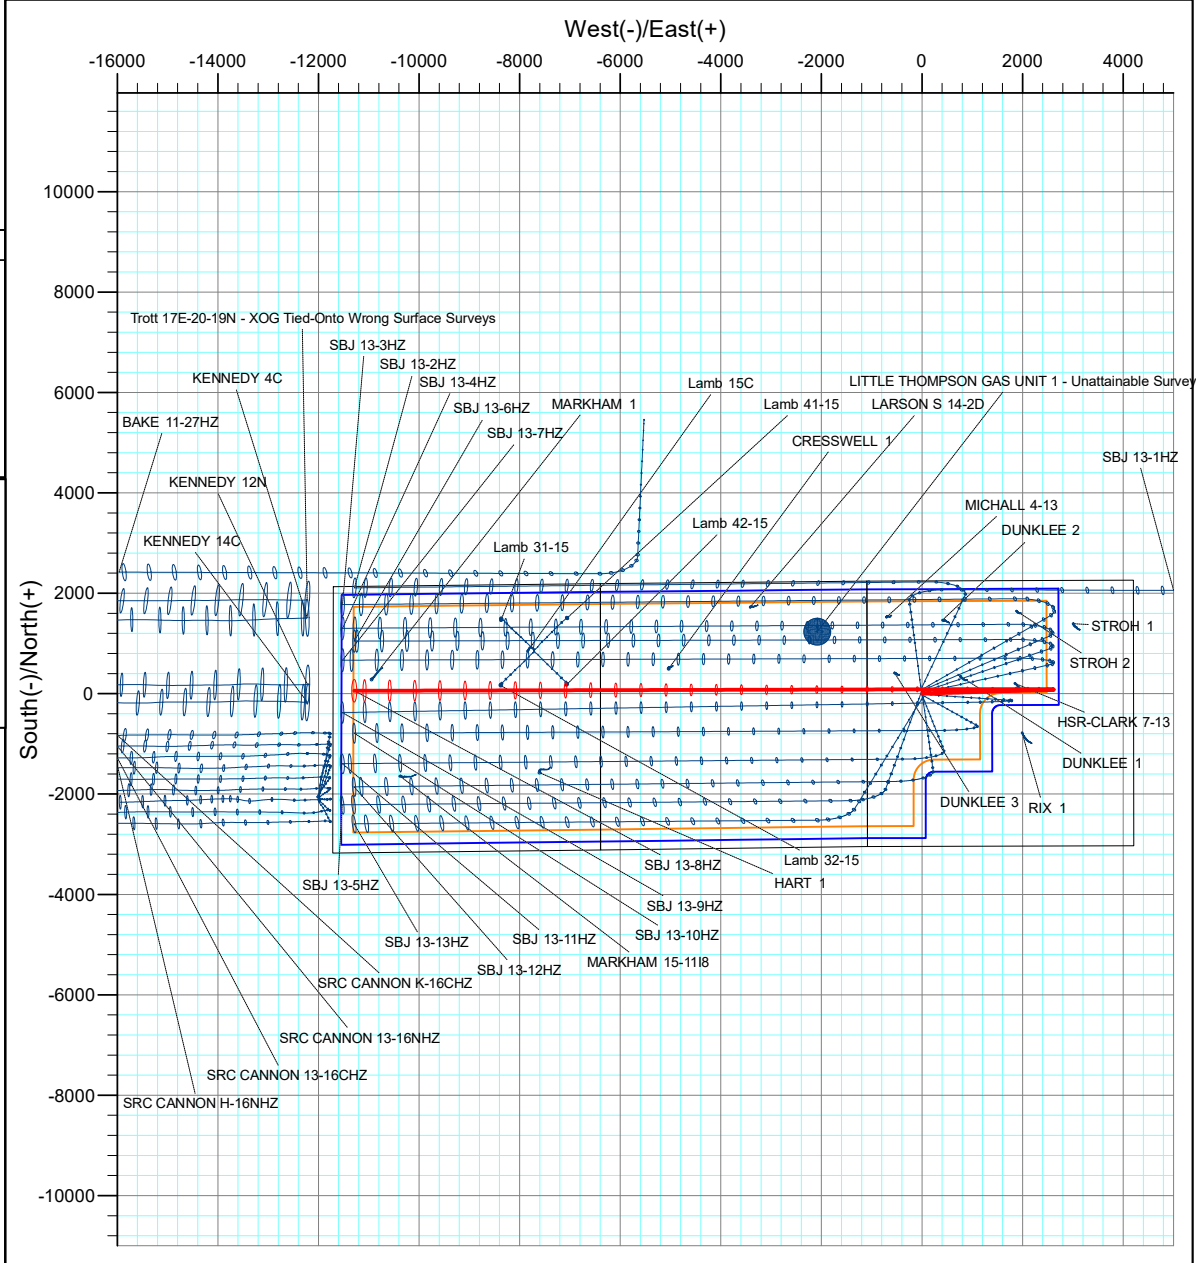 West(-)/East(+)
-16000 -14000 -12000 -10000 -8000 -6000 -4000 -2000 0 2000 4000
South(-)/North(+)
10000
8000
6000
4000
2000
0
-2000
-4000
-6000
-8000
-10000
Trott 17E-20-19N - XOG Tied-Onto Wrong Surface Surveys
SBJ 13-3HZ
SBJ 13-2HZ
KENNEDY 4C
SBJ 13-4HZ
Lamb 15C
LITTLE THOMPSON GAS UNIT 1 - Unattainable Survey
SBJ 13-6HZ
MARKHAM 1
Lamb 41-15
LARSON S 14-2D
BAKE 11-27HZ
SBJ 13-7HZ
CRESSWELL 1
SBJ 13-1HZ
KENNEDY 12N
MICHALL 4-13
Lamb 42-15
DUNKLEE 2
KENNEDY 14C
Lamb 31-15
STROH 1
STROH 2
HSR-CLARK 7-13
DUNKLEE 1
DUNKLEE 3
RIX 1
Lamb 32-15
SBJ 13-8HZ
HART 1
SBJ 13-5HZ
SBJ 13-9HZ
SBJ 13-10HZ
SBJ 13-13HZ
SBJ 13-11HZ
MARKHAM 15-11I8
SBJ 13-12HZ
SRC CANNON K-16CHZ
SRC CANNON 13-16NHZ
SRC CANNON 13-16CHZ
SRC CANNON H-16NHZ